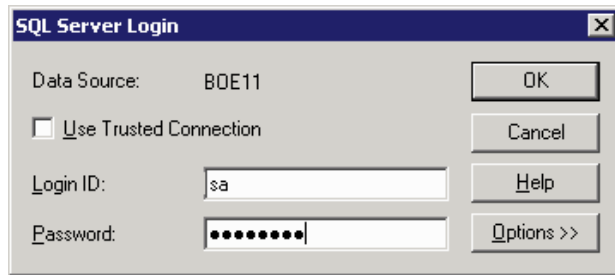 SQL Server Login
Data Source: BOE11 OK
Use Trusted Connection Cancel
Login ID: sa Help
Password: ●●●●●●●● Options >>